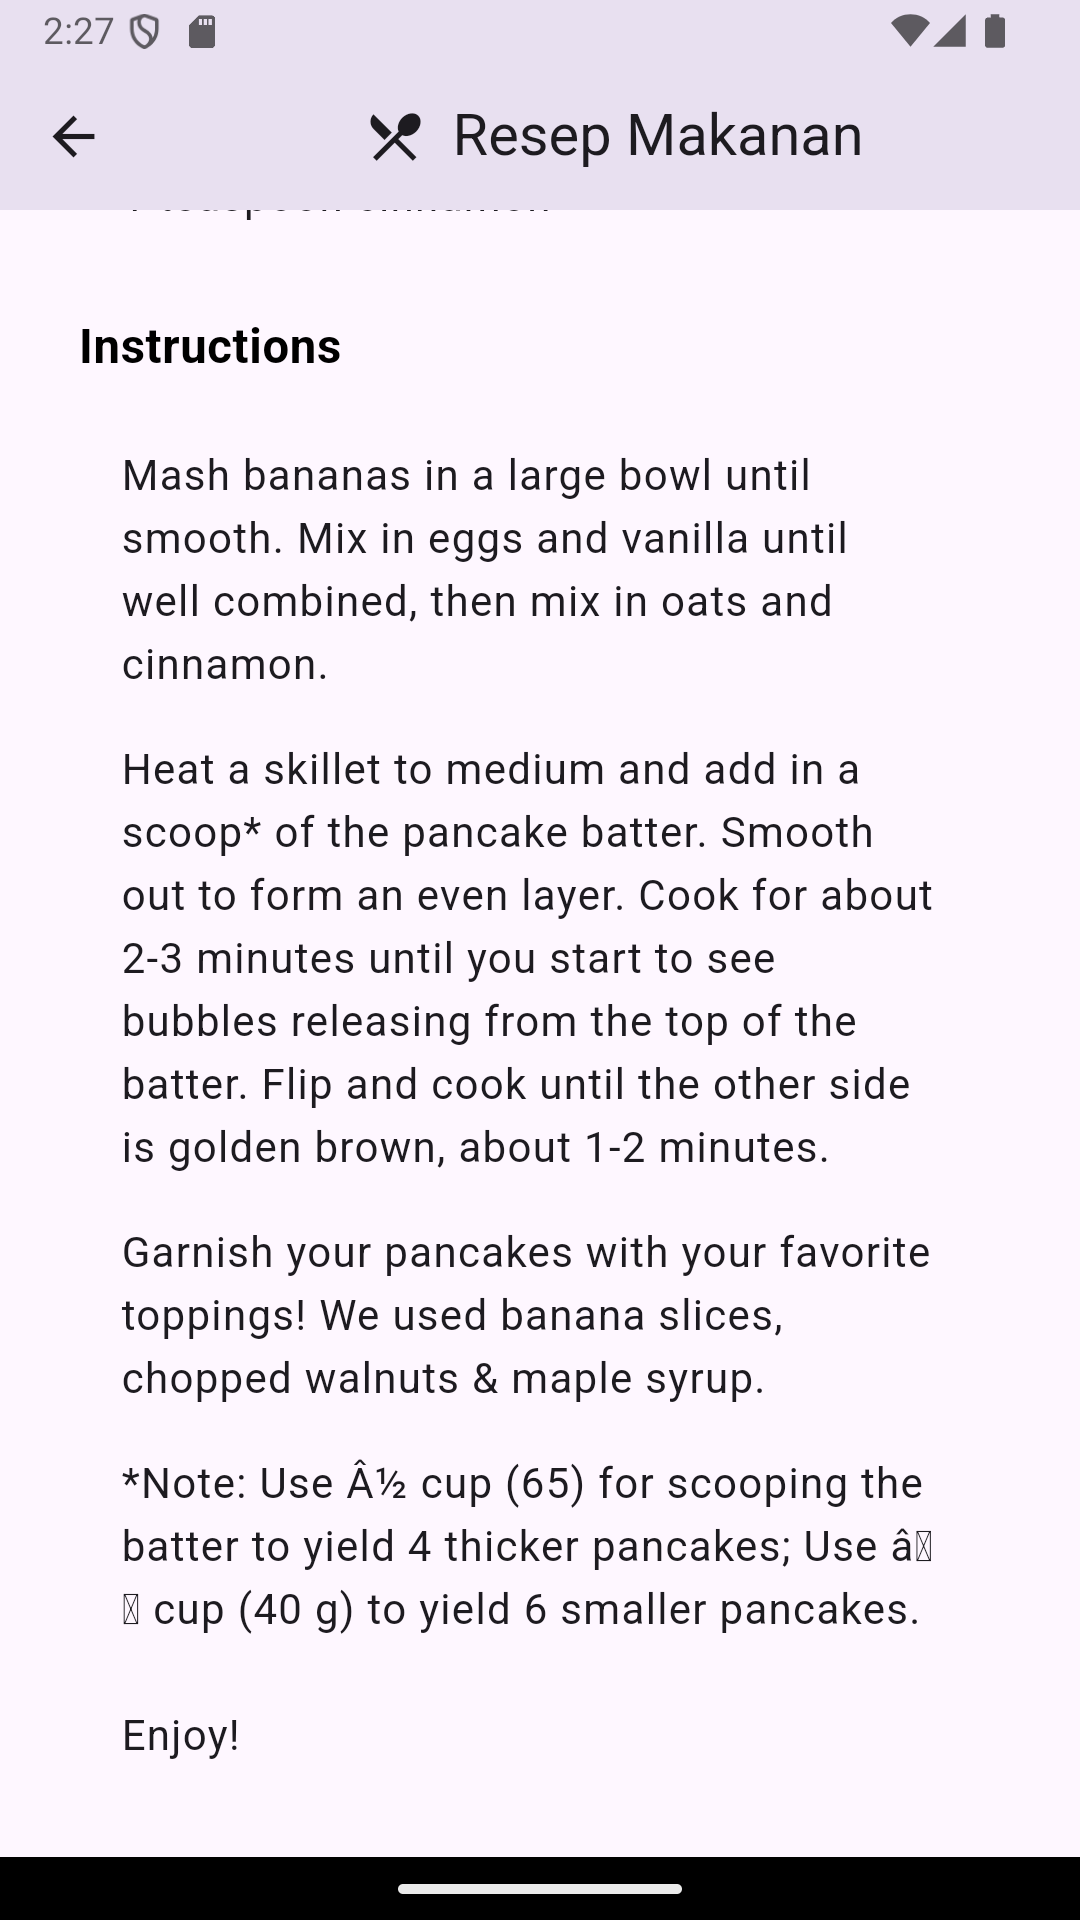 2:27
Resep Makanan
Instructions
Mash bananas in a large bowl until
smooth. Mix in eggs and vanilla until
well combined, then mix in oats and
cinnamon.
Heat a skillet to medium and add in a
scoop* of the pancake batter. Smooth
out to form an even layer. Cook for about
2-3 minutes until you start to see
bubbles releasing from the top of the
batter. Flip and cook until the other side
is golden brown, about 1-2 minutes.
Garnish your pancakes with your favorite
toppings! We used banana slices,
chopped walnuts & maple syrup.
*Note: Use Â½ cup (65) for scooping the
batter to yield 4 thicker pancakes; Use â
cup (40 g) to yield 6 smaller pancakes.
Enjoy!